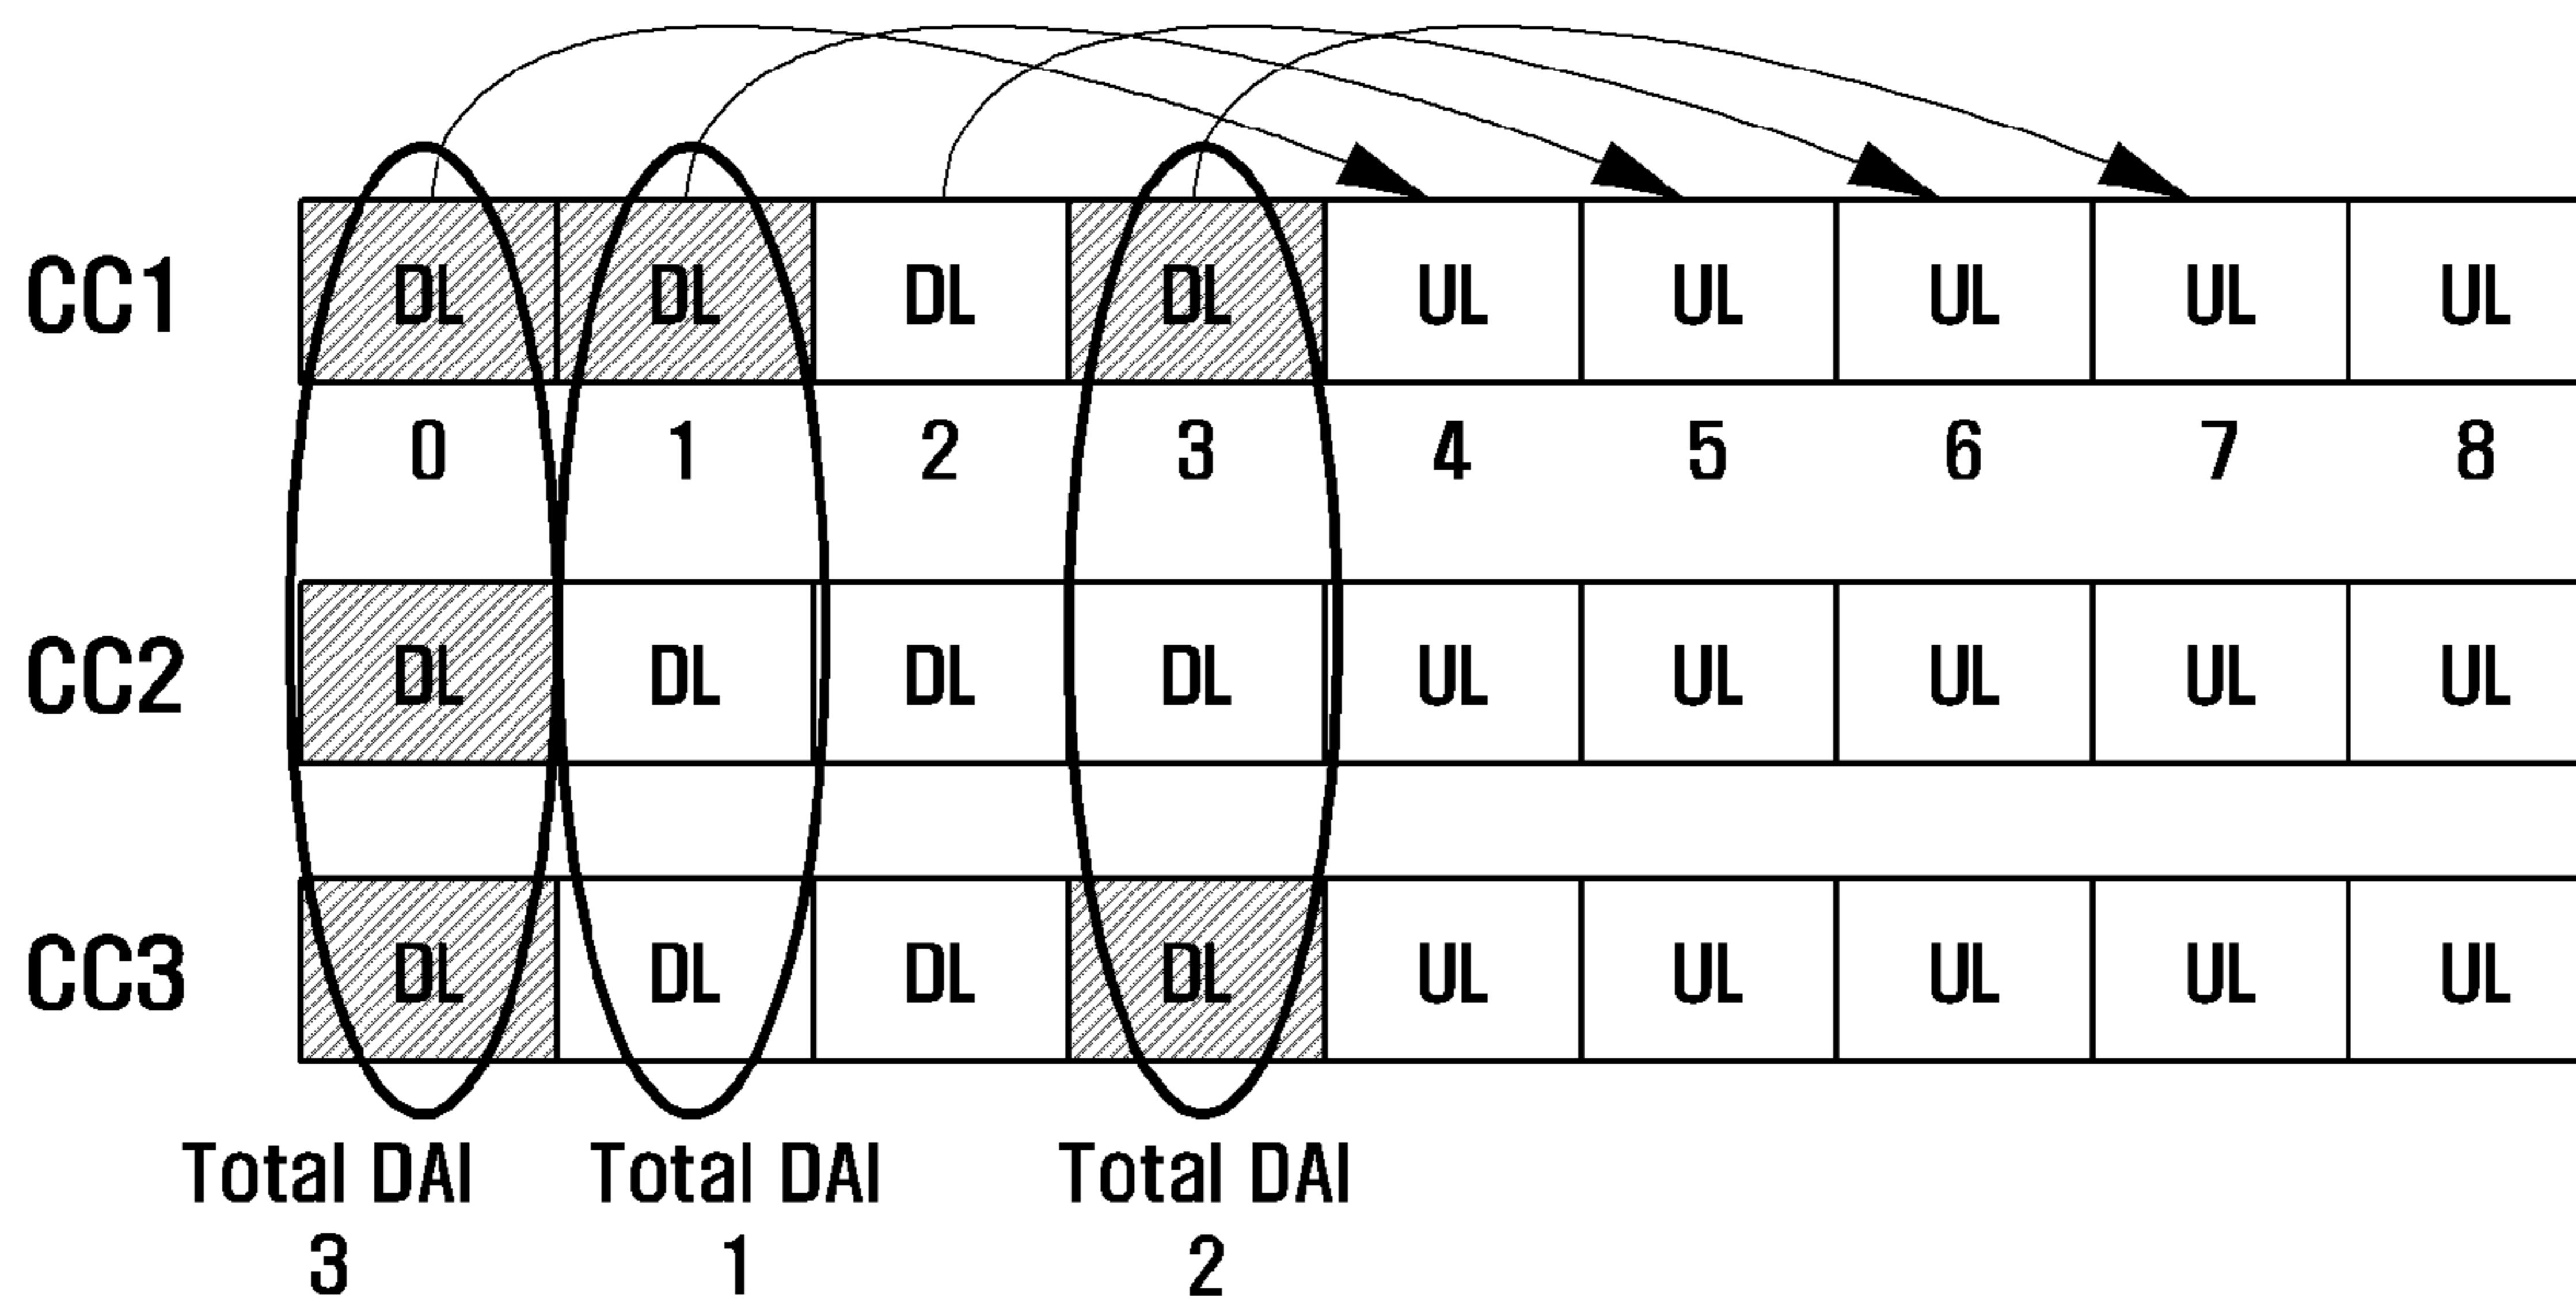 CC1 DL DL DL DL UL UL UL UL UL
0 1 2 3 4 5 6 7 8
CC2 DL DL DL DL UL UL UL UL UL
CC3 DL DL DL DL UL UL UL UL UL
Total DAI Total DAI Total DAI
3 1 2